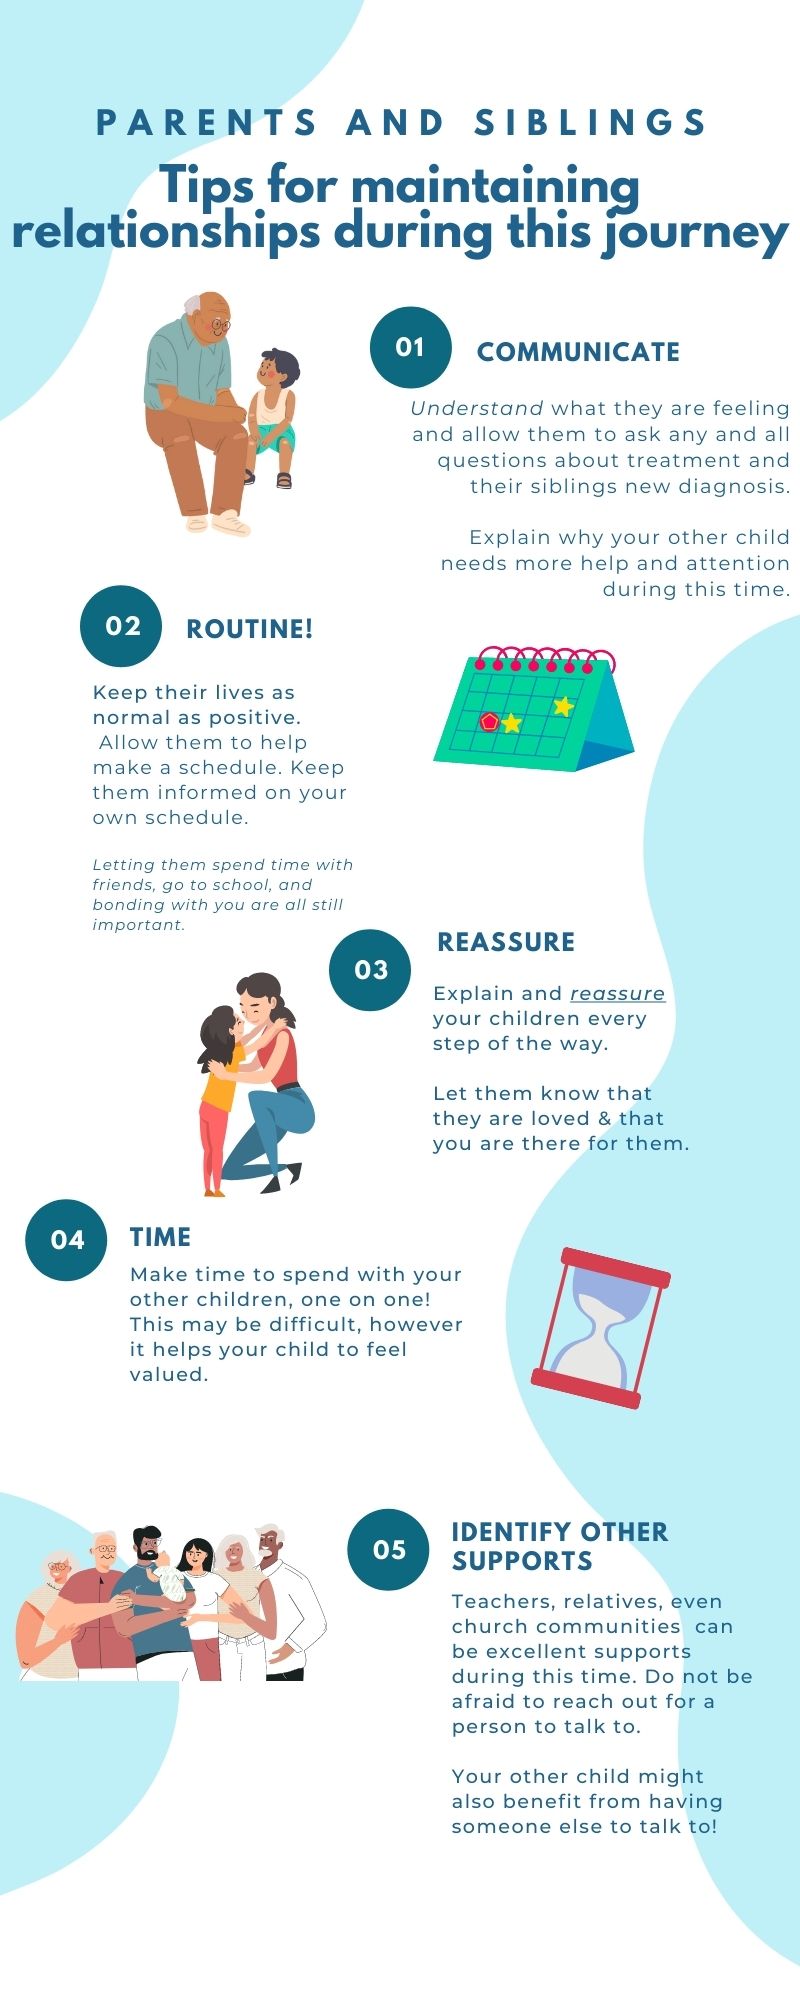 PARENTS AND SIBLINGS
Tips for maintaining
relationships during this journey
01
COMMUNICATE
Understand what they are feeling
and allow them to ask any and all
questions about treatment and
their siblings new diagnosis.
Explain why your other child
needs more help and attention
during this time.
02
ROUTINE!
Keep their lives as
normal as positive.
Allow them to help
make a schedule. Keep
them informed on your
own schedule.
Letting them spend time with
friends, go to school, and
bonding with you are all still
important.
03
REASSURE
Explain and reassure
your children every
step of the way.
Let them know that
they are loved & that
you are there for them.
04
TIME
Make time to spend with your
other children, one on one!
This may be difficult, however
it helps your child to feel
valued.
05
IDENTIFY OTHER
SUPPORTS
Teachers, relatives, even
church communities can
be excellent supports
during this time. Do not be
afraid to reach out for a
person to talk to.
Your other child might
also benefit from having
someone else to talk to!